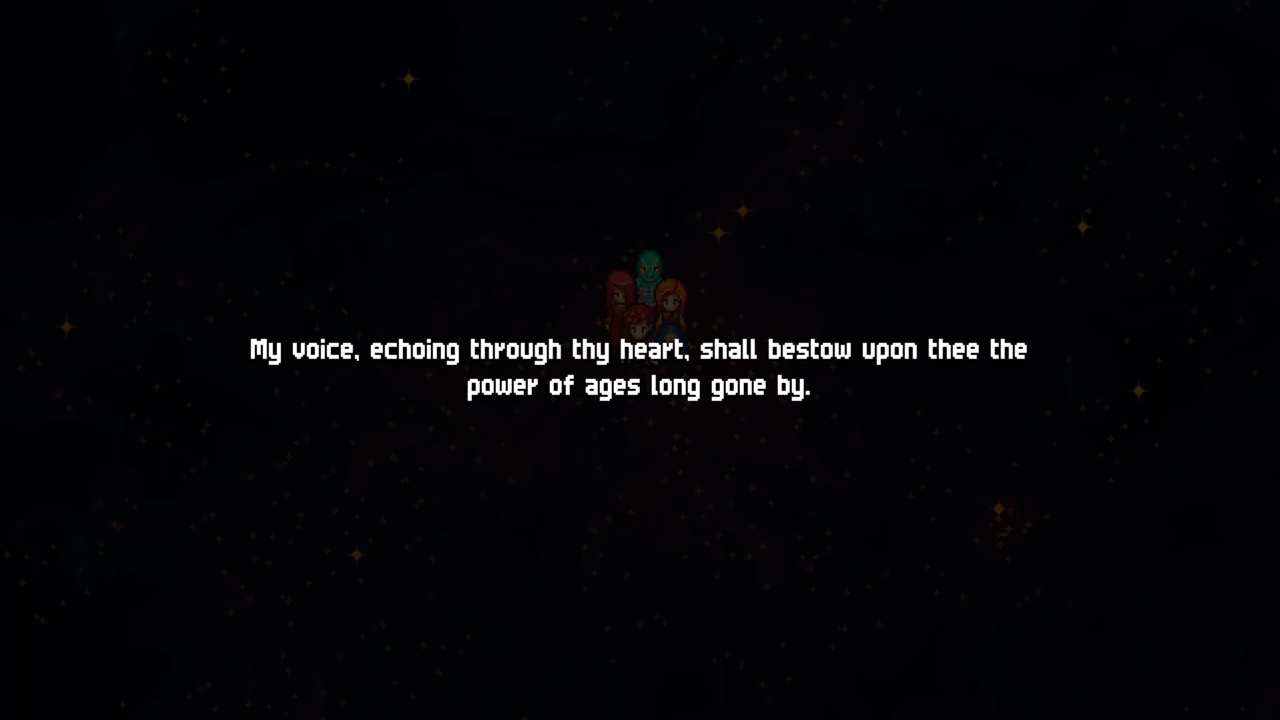 My voice, echoing through thy heart, shall bestow upon thee the
power of ages long gone by.